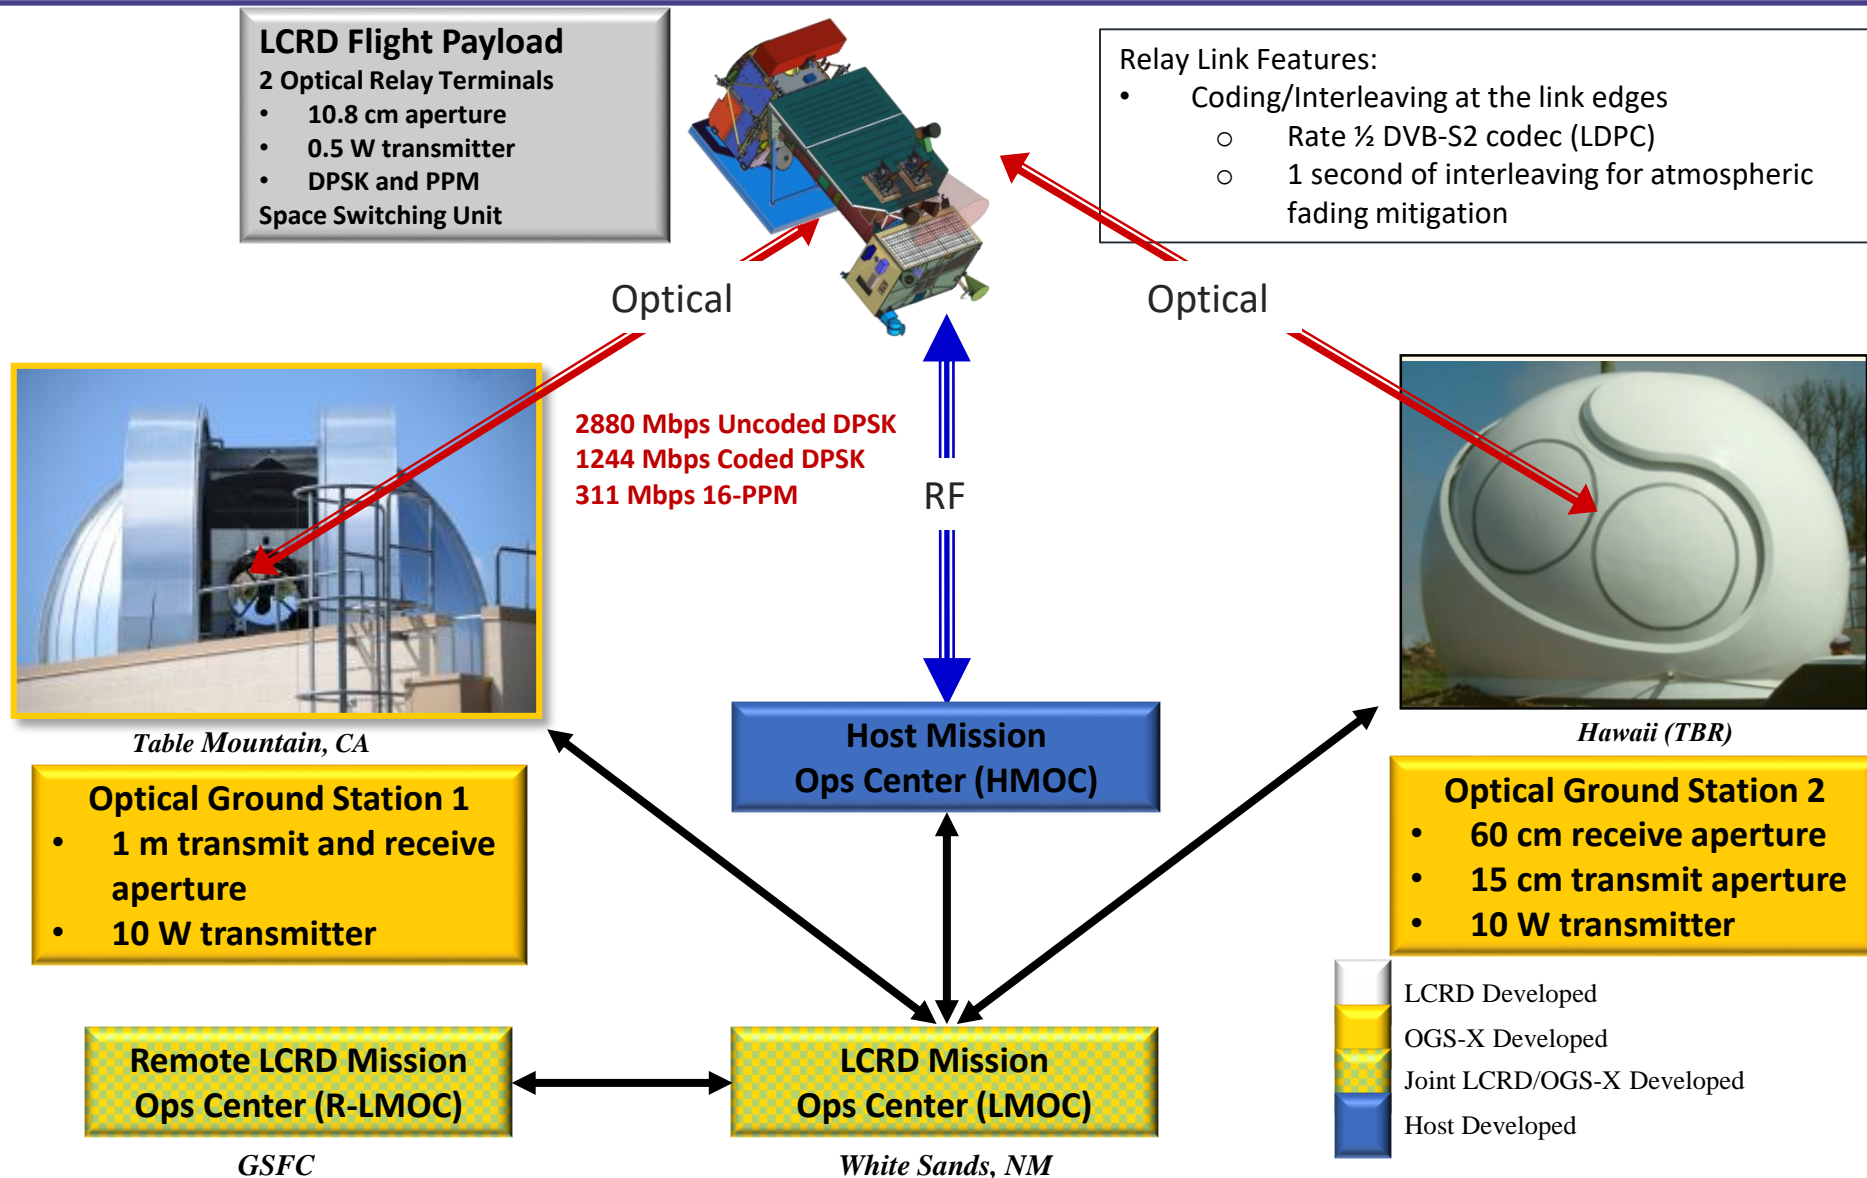 LCRD Flight Payload
2 Optical Relay Terminals
• 10.8 cm aperture
• 0.5 W transmitter
• DPSK and PPM
Space Switching Unit
Relay Link Features:
• Coding/Interleaving at the link edges
o Rate ½ DVB-S2 codec (LDPC)
o 1 second of interleaving for atmospheric
fading mitigation
Optical
Optical
2880 Mbps Uncoded DPSK
1244 Mbps Coded DPSK
311 Mbps 16-PPM
RF
Table Mountain, CA
Hawaii (TBR)
Host Mission
Ops Center (HMOC)
Optical Ground Station 1
• 1 m transmit and receive
aperture
• 10 W transmitter
Optical Ground Station 2
• 60 cm receive aperture
• 15 cm transmit aperture
• 10 W transmitter
LCRD Developed
OGS-X Developed
Joint LCRD/OGS-X Developed
Host Developed
Remote LCRD Mission
Ops Center (R-LMOC)
LCRD Mission
Ops Center (LMOC)
GSFC
White Sands, NM